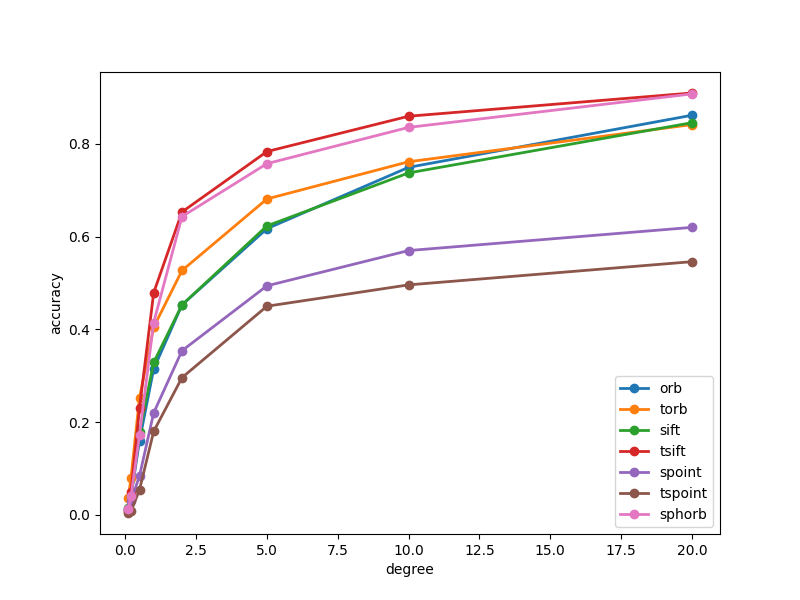 accuracy
0.8
0.6
0.4
0.2
0.0
orb
torb
sift
tsift
spoint
tspoint
sphorb
0.0 2.5 5.0 7.5 10.0 12.5 15.0 17.5 20.0
degree